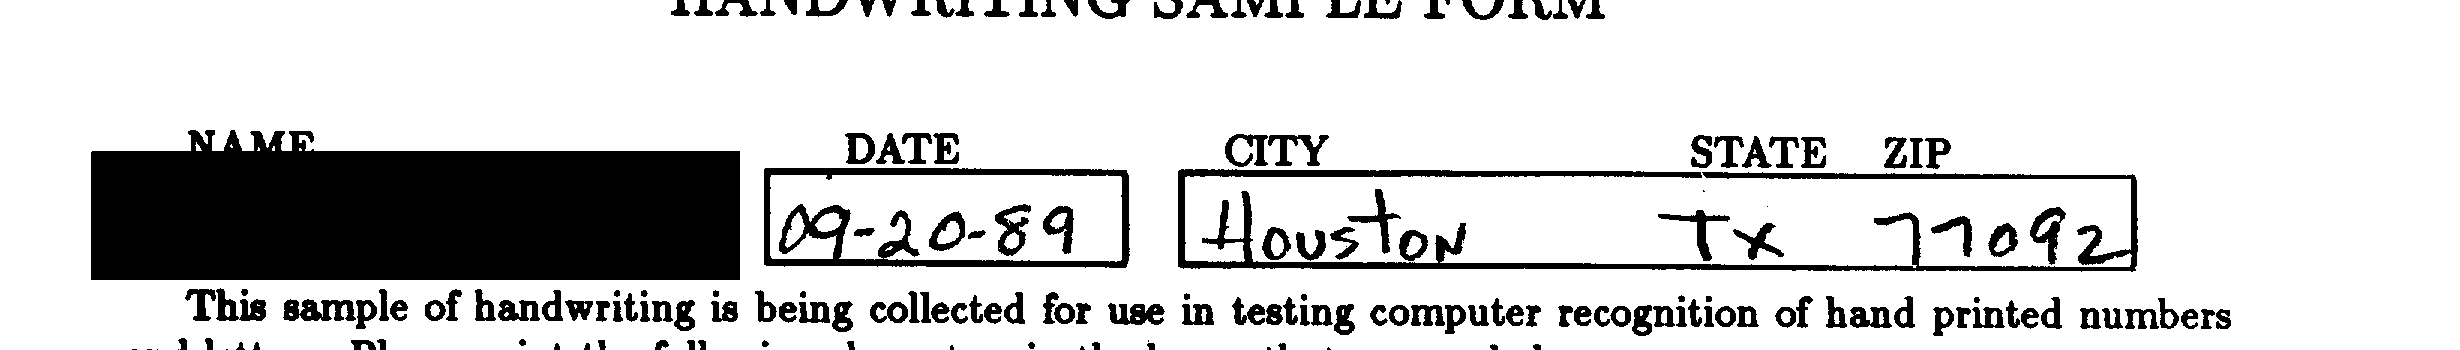 HANDWRITING SAMPLE FORM
NAME DATE CITY STATE ZIP
09-20-89 Houston TX 77092
This sample of handwriting is being collected for use in testing computer recognition of hand printed numbers